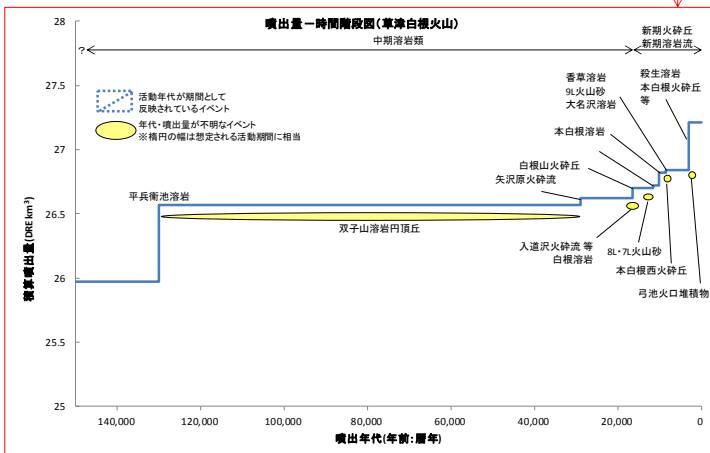 噴出量－時間階段図（草津白根火山）
新期火砕丘
新期溶岩流
?
中期溶岩類
活動年代が期間として
反映されているイベント
年代・噴出量が不明なイベント
※楕円の幅は想定される活動期間に相当
香草溶岩
9L火山砂
大名沢溶岩
殺生溶岩
本白根火砕丘
等
本白根溶岩
白根山火砕丘
矢沢原火砕流
平兵衛池溶岩
双子山溶岩円頂丘
入道沢火砕流 等
白根溶岩
8L・7L火山砂
本白根西火砕丘
弓池火口堆積物
積算噴出量(DRE km³)
28
27.5
27
26.5
26
25.5
25
140,000
120,000
100,000
80,000
60,000
40,000
20,000
0
噴出年代（年前：暦年）